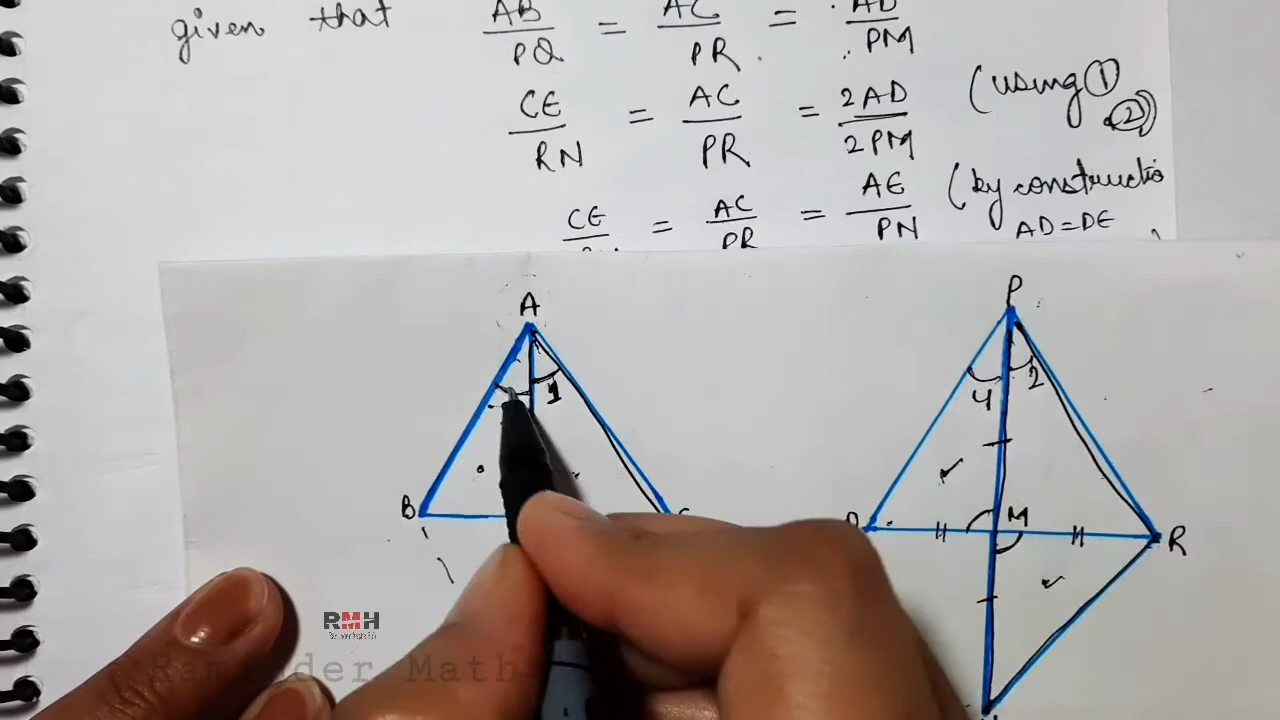 given that AB/PQ = AC/PR = AD/PM
CE/RN = AC/PR = 2AD/2PM (using ① ②)
CE = AC/PR = AE/PN (by constructio
AD=DE
A
P
1
4 2
B
M
R
RMH